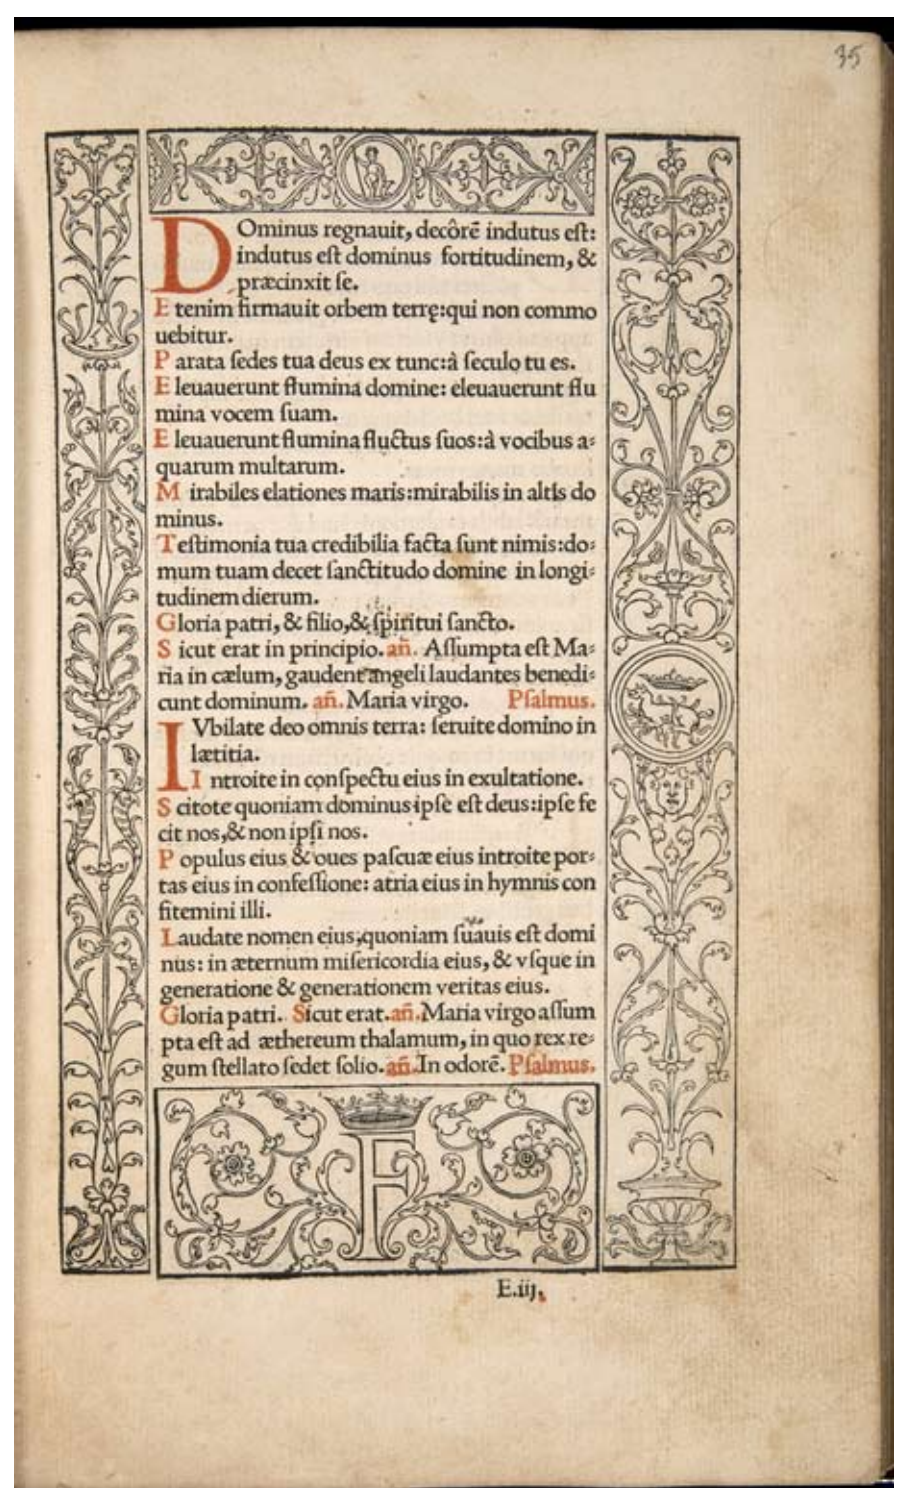 35
DOminus regnauit, decôrē indutus eſt:
indutus eſt dominus fortitudinem, &
præcinxit ſe.
E tenim firmauit orbem terrę:qui non commo
uebitur.
P arata ſedes tua deus ex tunc:à ſeculo tu es.
E leuauerunt flumina domine: eleuauerunt flu
mina vocem ſuam.
E leuauerunt flumina fluctus ſuos:à vocibus a⸗
quarum multarum.
M irabiles elationes maris:mirabilis in altis do
minus.
Teſtimonia tua credibilia facta ſunt nimis:do⸗
mum tuam decet ſanctitudo domine in longi⸗
tudinem dierum.
Gloria patri, & filio,& ſpiritui ſancto.
S icut erat in principio. an̄. Aſſumpta eſt Ma⸗
ria in cælum, gaudent angeli laudantes benedi⸗
cunt dominum. an̄. Maria virgo. Pſalmus.
IVbilate deo omnis terra: ſeruite domino in
lætitia.
I ntroite in conſpectu eius in exultatione.
S citote quoniam dominus ipſe eſt deus:ipſe fe
cit nos,& non ipſi nos.
P opulus eius & oues paſcuæ eius introite por⸗
tas eius in confeſſione: atria eius in hymnis con
fitemini illi.
Laudate nomen eius,quoniam ſuauis eſt domi
nus: in æternum miſericordia eius, & vſque in
generatione & generationem veritas eius.
Gloria patri. Sicut erat.an̄.Maria virgo aſſum
pta eſt ad æthereum thalamum, in quo rex re⸗
gum ſtellato ſedet ſolio.an̄.In odorē. Pſalmus.
F
E.iij.